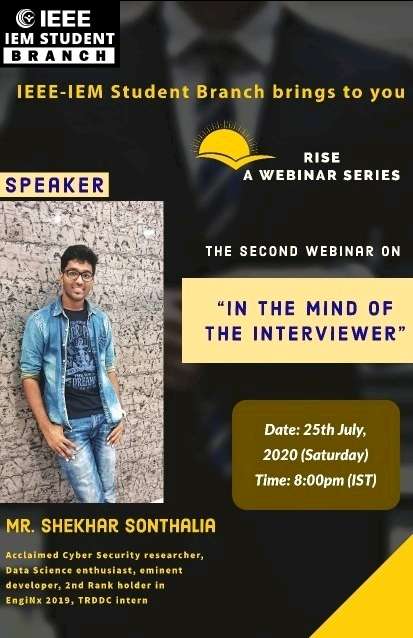 IEEE
IEM STUDENT
BRANCH
IEEE-IEM Student Branch brings to you
RISE
A WEBINAR SERIES
SPEAKER
THE SECOND WEBINAR ON
“IN THE MIND OF
THE INTERVIEWER”
Date: 25th July,
2020 (Saturday)
Time: 8:00pm (IST)
MR. SHEKHAR SONTHALIA
Acclaimed Cyber Security researcher,
Data Science enthusiast, eminent
developer, 2nd Rank holder in
EngiNx 2019, TRDDC intern